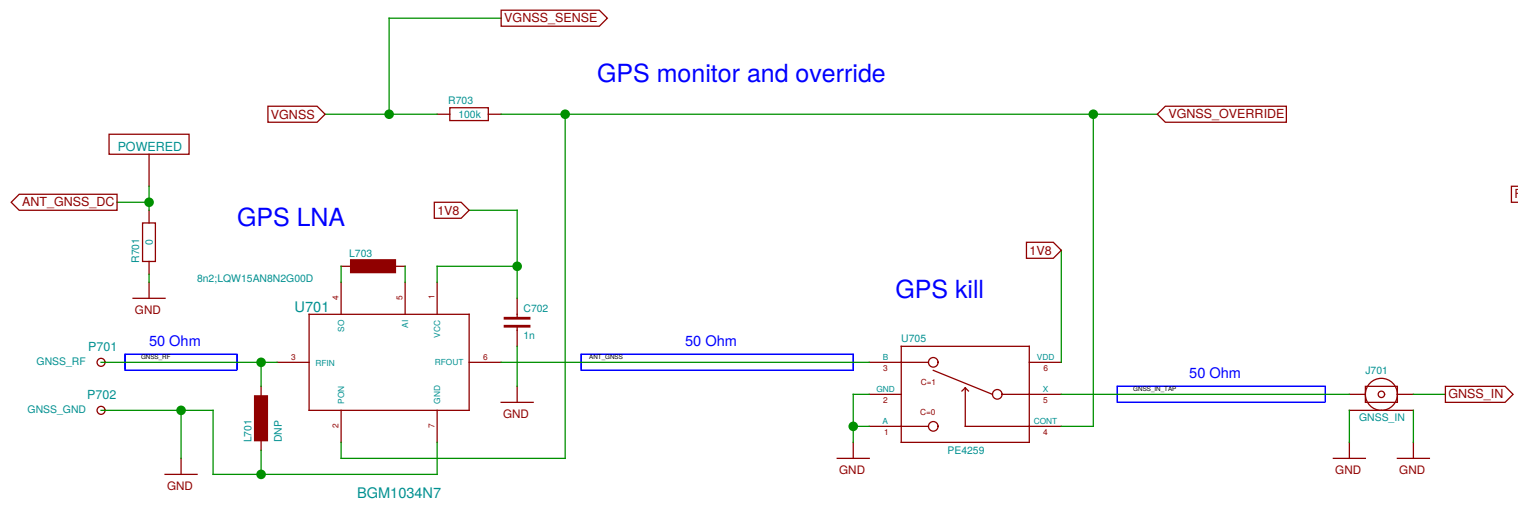 VGNSS_SENSE
GPS monitor and override
VGNSS
R703
100k
VGNSS_OVERRIDE
POWERED
ANT_GNSS_DC
R701
0
GND
GPS LNA
1V8
L703
8n2;LQW15AN8N2G00D
U701
4
5
1
SO
AI
VCC
C702
1n
GND
GPS kill
1V8
50 Ohm
P701
GNSS_RF
GNSS_RF
3
RFIN
RFOUT
6
P702
GNSS_GND
L701
DNP
PON
GND
2
7
GND
BGM1034N7
50 Ohm
ANT_GNSS
U705
B
3
C=1
VDD
6
GND
2
X
5
C=0
A
1
CONT
4
PE4259
GND
50 Ohm
GNSS_IN_TAP
J701
GNSS_IN
GNSS_IN
GND
GND